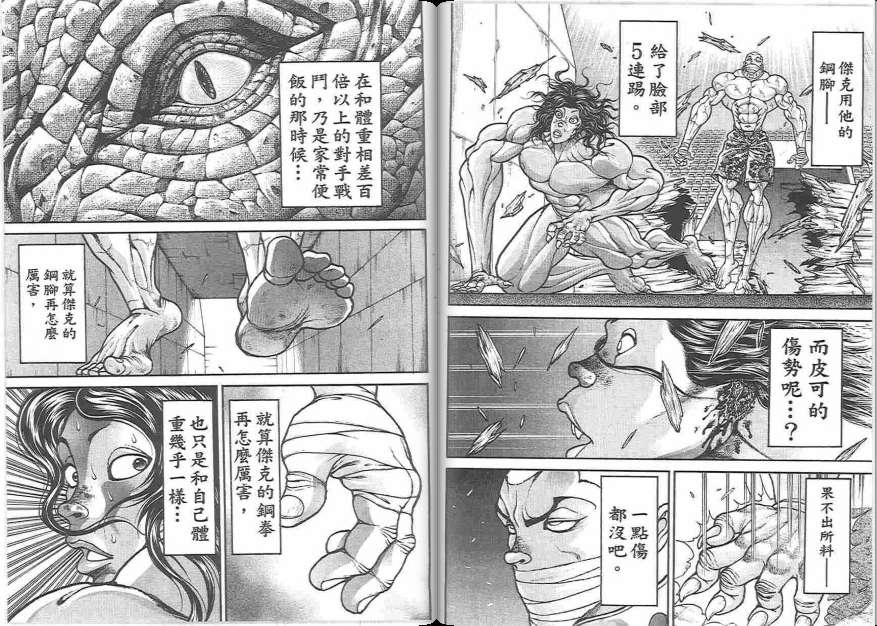 傑克用他的
鋼腳——
給了臉部
5連踢。
而皮可的
傷勢呢…？
果不出所料——
一點傷
都沒吧。
在和體重相差百
倍以上的對手戰
鬥，乃是家常便
飯的那時候…
就算傑克的
鋼腳再怎麼
厲害，
就算傑克的鋼拳
再怎麼厲害，
也只是和自己體
重幾乎一樣…